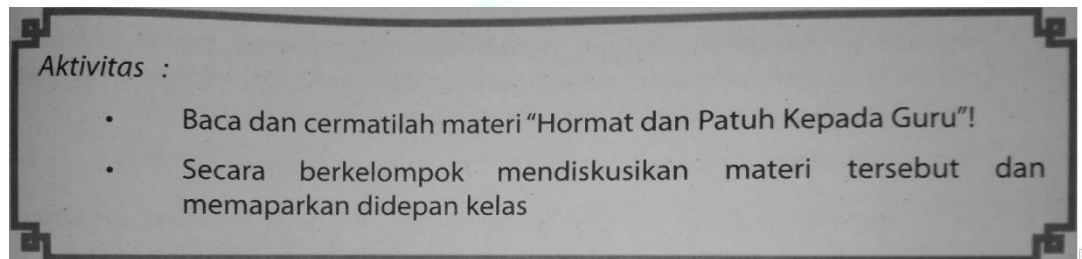 Aktivitas :
• Baca dan cermatilah materi "Hormat dan Patuh Kepada Guru"!
• Secara berkelompok mendiskusikan materi tersebut dan
memaparkan didepan kelas